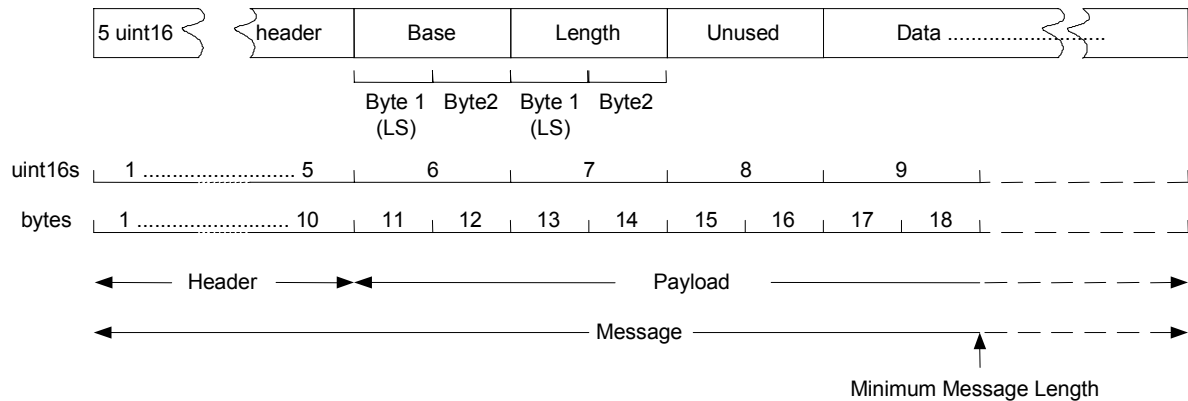 5 uint16 header Base Length Unused Data ..........................
Byte 1 Byte2 Byte 1 Byte2
(LS) (LS)
uint16s 1 ........................ 5 6 7 8 9
bytes 1 ........................ 10 11 12 13 14 15 16 17 18
Header Payload
Message
Minimum Message Length